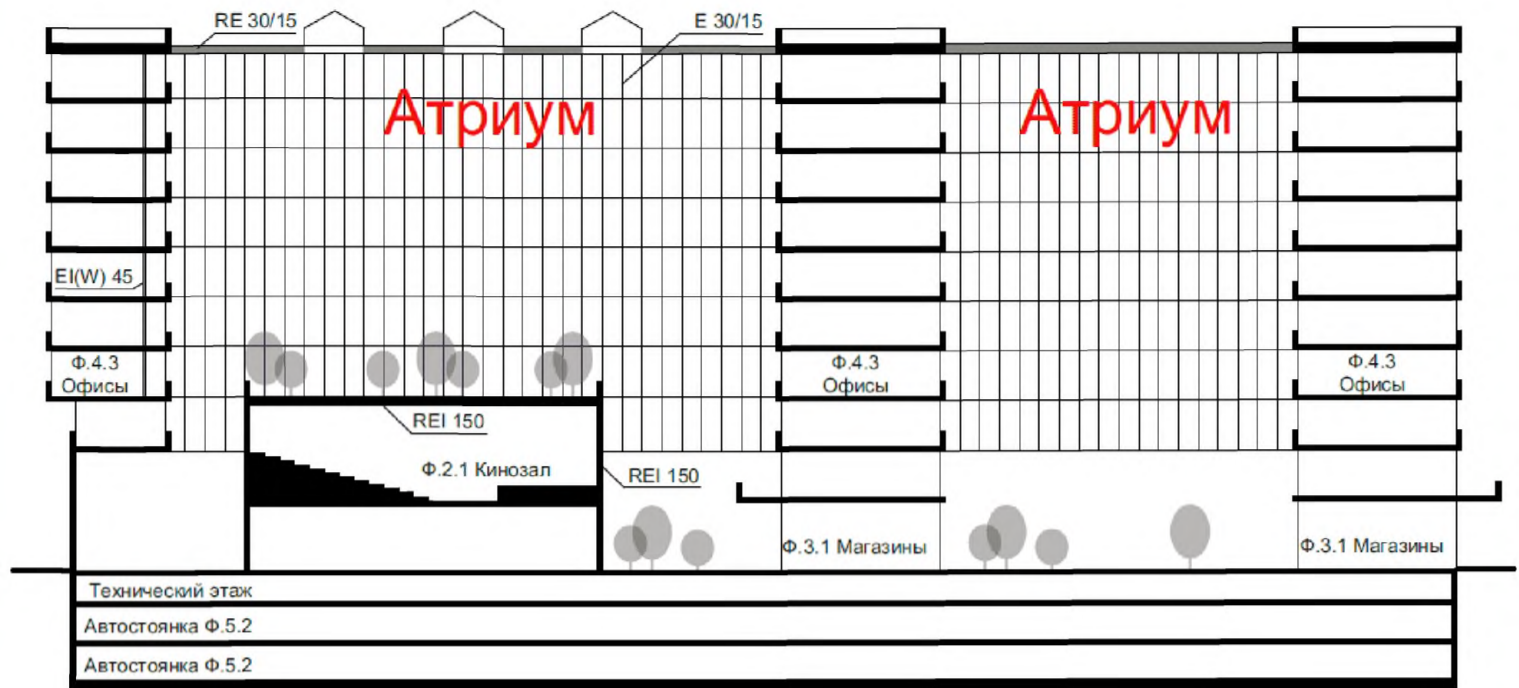 RE 30/15
E 30/15
Атриум
Атриум
EI(W) 45
Ф.4.3
Офисы
Ф.4.3
Офисы
Ф.4.3
Офисы
REI 150
Ф.2.1 Кинозал
REI 150
Ф.3.1 Магазины
Ф.3.1 Магазины
Технический этаж
Автостоянка Ф.5.2
Автостоянка Ф.5.2